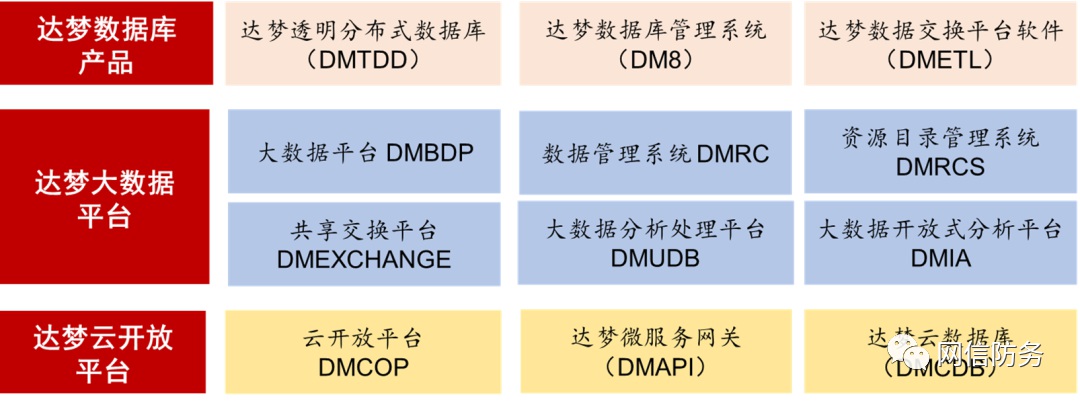 达梦数据库
产品
达梦透明分布式数据库
（DMTDD）
达梦数据库管理系统
（DM8）
达梦数据交换平台软件
（DMETL）
达梦大数据
平台
大数据平台 DMBDP
数据管理系统 DMRC
资源目录管理系统
DMRCS
共享交换平台
DMEXCHANGE
大数据分析处理平台
DMUDB
大数据开放式分析平台
DMIA
达梦云开放
平台
云开放平台
DMCOP
达梦微服务网关
（DMAPI）
达梦云数据库
（DMCDB）
网信防务